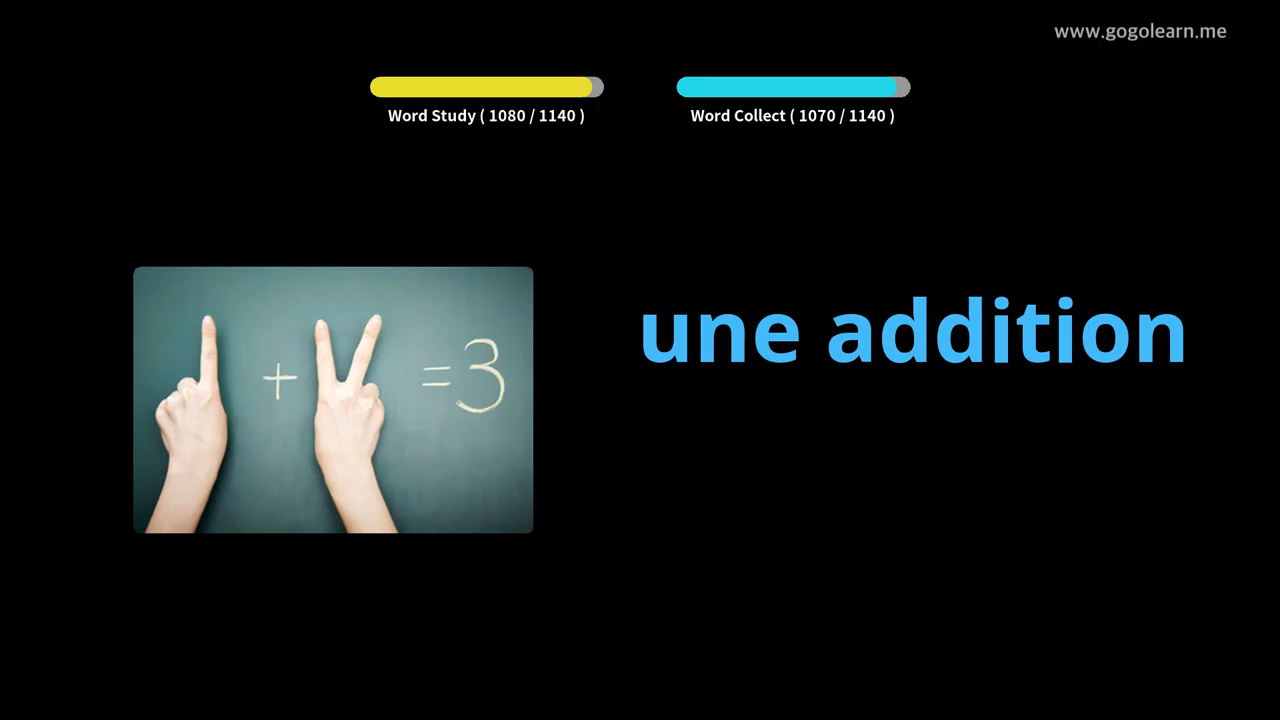 www.gogolearn.me
Word Study ( 1080 / 1140 )
Word Collect ( 1070 / 1140 )
une addition
+ = 3